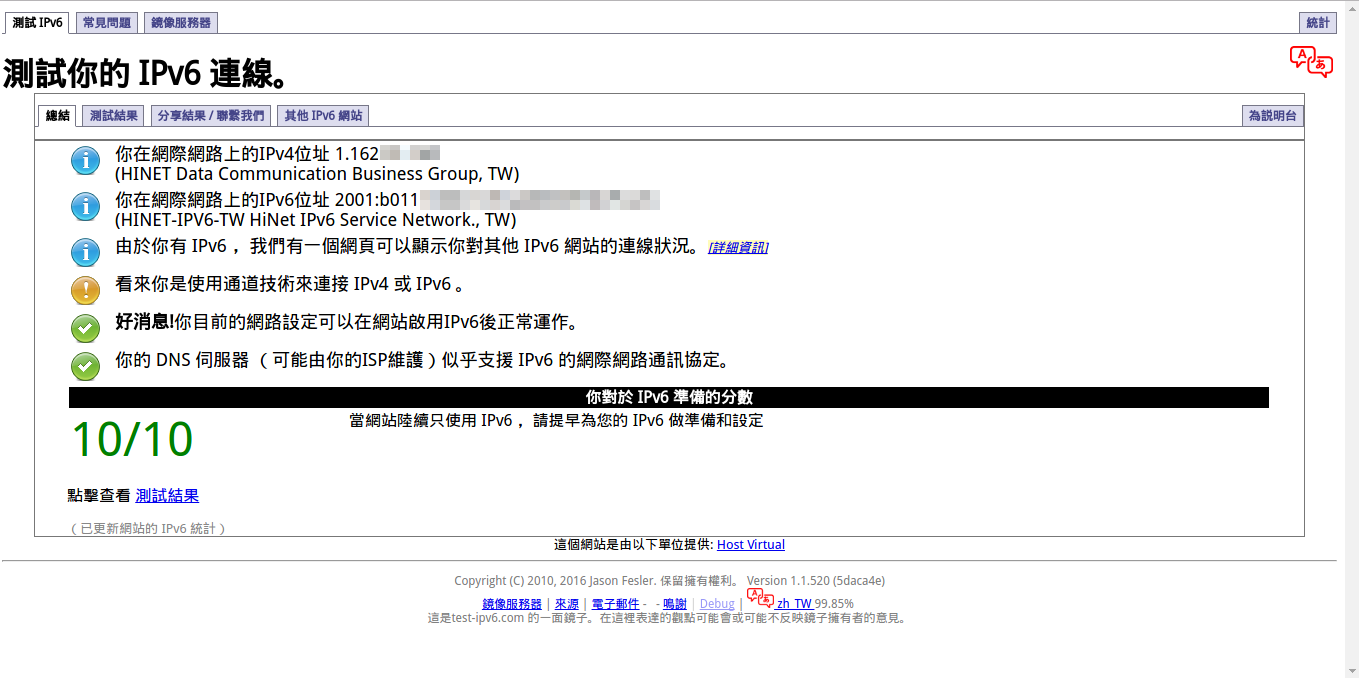 測試 IPv6 常見問題 鏡像服務器 統計
測試你的 IPv6 連線。
總結 測試結果 分享結果 / 聯繫我們 其他 IPv6 網站 為説明台
你在網際網路上的IPv4位址 1.162
(HINET Data Communication Business Group, TW)
你在網際網路上的IPv6位址 2001:b011
(HINET-IPV6-TW HiNet IPv6 Service Network., TW)
由於你有 IPv6 ，我們有一個網頁可以顯示你對其他 IPv6 網站的連線狀況。 [詳細資訊]
看來你是使用通道技術來連接 IPv4 或 IPv6 。
好消息!你目前的網路設定可以在網站啟用IPv6後正常運作。
你的 DNS 伺服器 （可能由你的ISP維護）似乎支援 IPv6 的網際網路通訊協定。
你對於 IPv6 準備的分數
10/10 當網站陸續只使用 IPv6 ，請提早為您的 IPv6 做準備和設定
點擊查看 測試結果
（已更新網站的 IPv6 統計 ）
這個網站是由以下單位提供: Host Virtual
Copyright (C) 2010, 2016 Jason Fesler. 保留擁有權利。 Version 1.1.520 (5daca4e)
鏡像服務器 | 來源 | 電子郵件 - - 鳴謝 | Debug | zh_TW 99.85%
這是test-ipv6.com 的一面鏡子。在這裡表達的觀點可能會或可能不反映鏡子擁有者的意見。